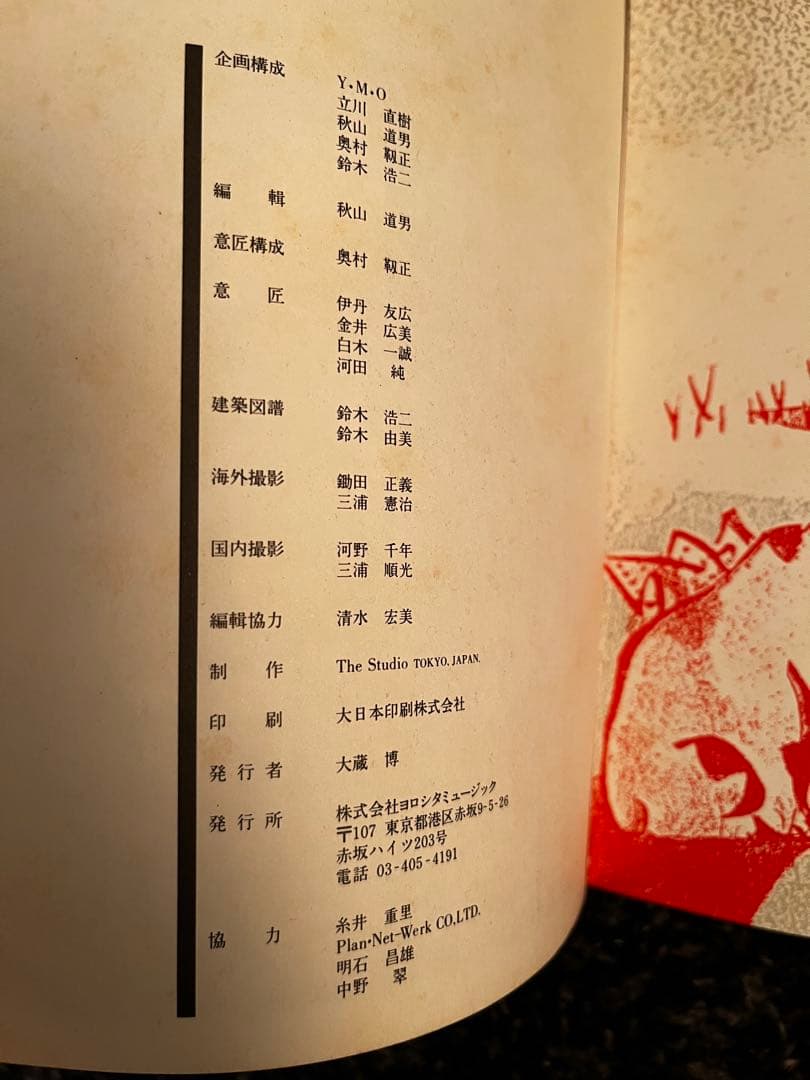 企画構成
Y・M・O
立川 直樹
秋山 道男
奥村 靱正
鈴木 浩二
編輯
秋山 道男
意匠構成
奥村 靱正
意匠
伊丹 友広
金井 広美
白木 一誠
河田 純
建築図譜
鈴木 浩二
鈴木 由美
海外撮影
鋤田 正義
三浦 憲治
国内撮影
河野 千年
三浦 順光
編輯協力
清水 宏美
制作
The Studio TOKYO, JAPAN.
印刷
大日本印刷株式会社
発行者
大蔵 博
発行所
株式会社ヨロシタミュージック
〒107 東京都港区赤坂9-5-26
赤坂ハイツ203号
電話 03-405-4191
協力
糸井 重里
Plan・Net-Werk CO,LTD.
明石 昌雄
中野 翠